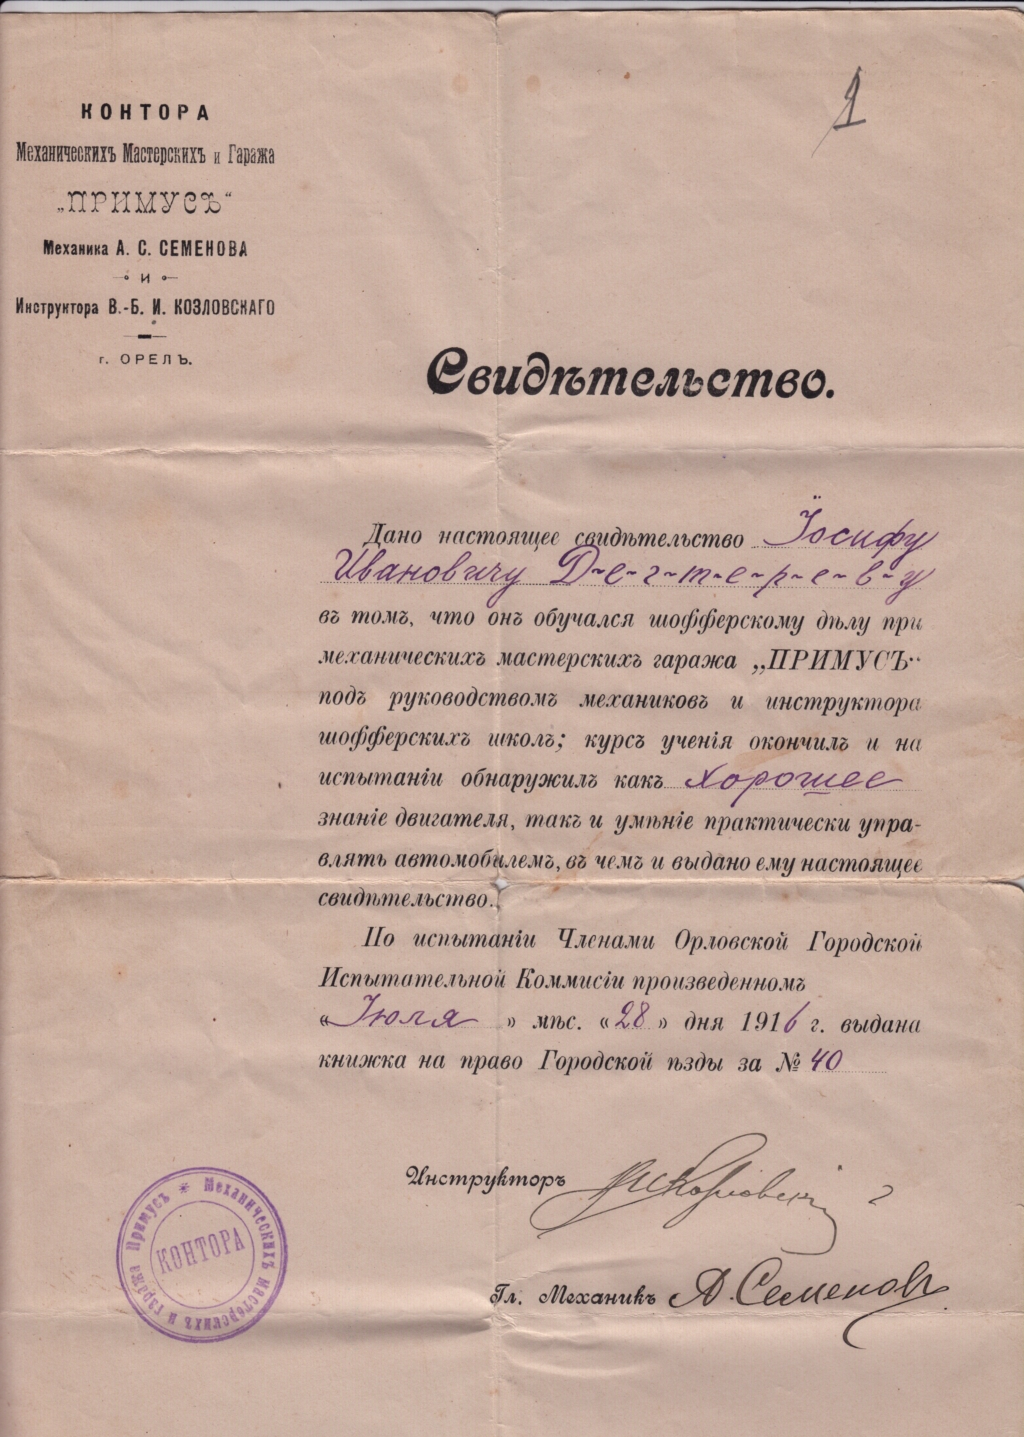 1
КОНТОРА
Механическихъ Мастерскихъ и Гаража
„ПРИМУСЪ“
Механика А. С. СЕМЕНОВА
и
Инструктора В.-Б. И. КОЗЛОВСКАГО
г. ОРЕЛЪ.
Свидѣтельство.
Дано настоящее свидѣтельство Іосифу
Ивановичу Д-е-г-т-е-р-е-в-у
въ томъ, что онъ обучался шофферскому дѣлу при
механическихъ мастерскихъ гаража „ПРИМУСЪ“
подъ руководствомъ механиковъ и инструктора
шофферскихъ школъ; курсъ ученія окончилъ и на
испытаніи обнаружилъ какъ хорошее
знаніе двигателя, такъ и умѣніе практически упра-
влять автомобилемъ, въ чемъ и выдано ему настоящее
свидѣтельство.
По испытаніи Членами Орловской Городской
Испытательной Коммисіи произведенномъ
«Іюля» мѣс. «28» дня 1916 г. выдана
книжка на право Городской ѣзды за № 40
Инструкторъ
Гл. Механикъ А. Семеновъ
Механическихъ мастерскихъ и гаража Примусъ
КОНТОРА